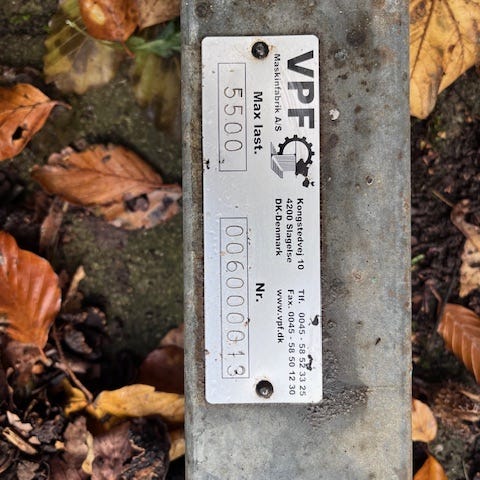 VPF
Maskinfabrik A/S
Kongstedvej 10
4200 Slagelse
DK-Denmark
Tlf. 0045 - 58 52 33 25
Fax. 0045 - 58 50 12 30
www.vpf.dk
Max last.
5500
Nr.